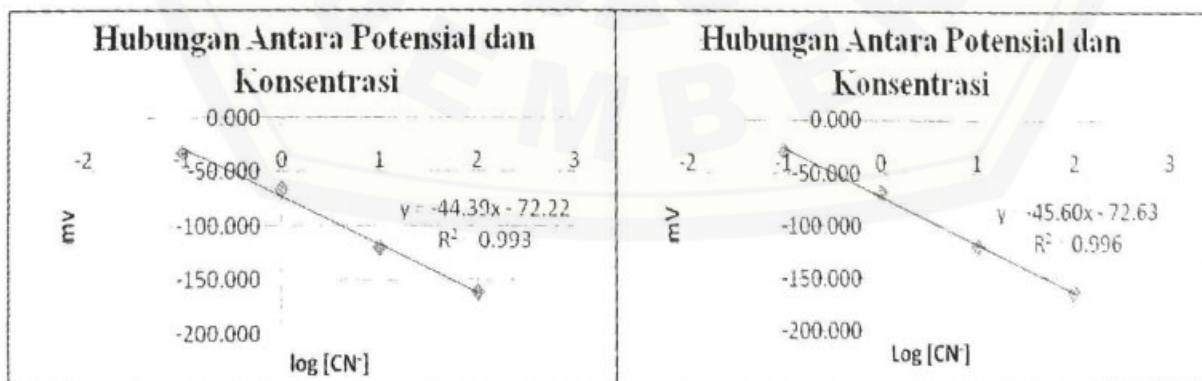 Hubungan Antara Potensial dan
Konsentrasi
0.000
-2 -1 0 1 2 3
-50.000
y = -44.39x - 72.22
-100.000
R² 0.993
-150.000
-200.000
mV
log [CN-]
Hubungan Antara Potensial dan
Konsentrasi
0.000
-2 -1 0 1 2 3
-50.000
y -45.60x - 72.63
-100.000
R² 0.996
-150.000
-200.000
mV
Log [CN-]
EMBE